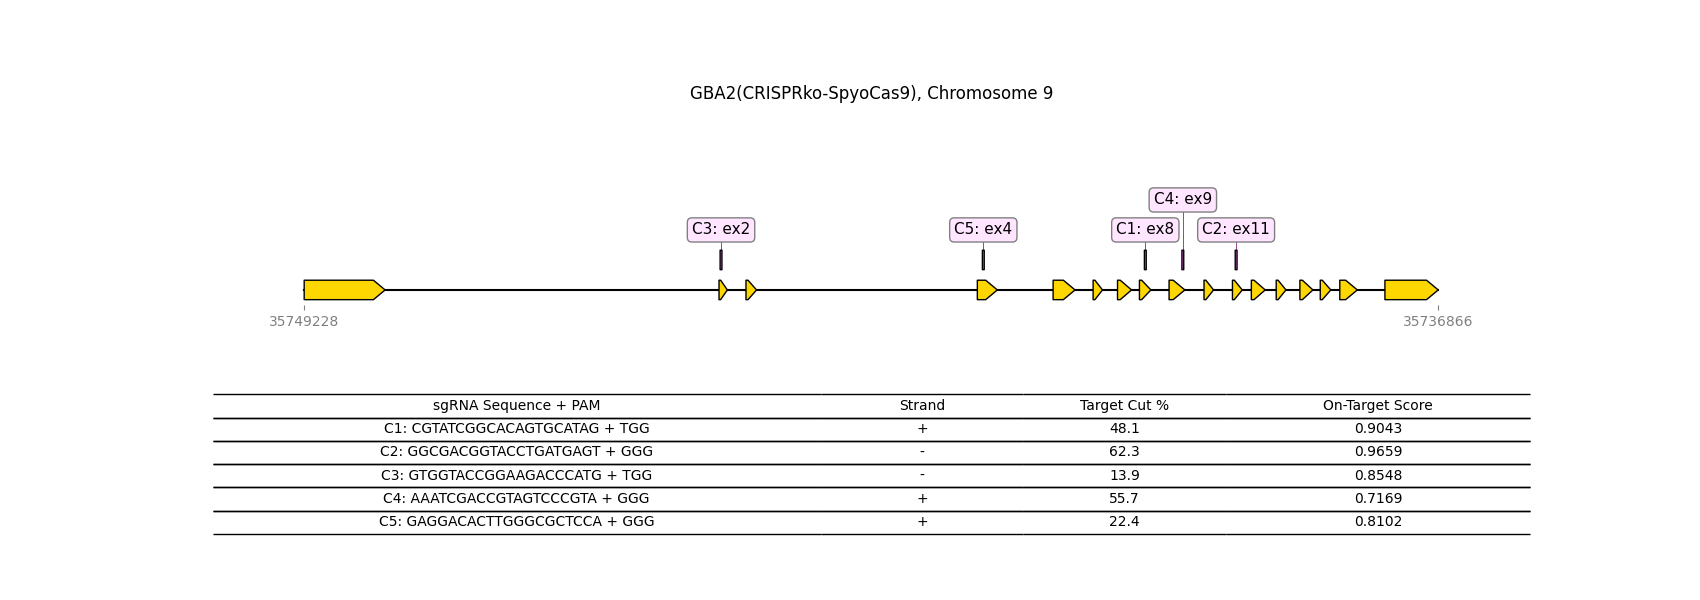 GBA2(CRISPRko-SpyoCas9), Chromosome 9
C4: ex9
C3: ex2 C5: ex4 C1: ex8 C2: ex11
35749228 35736866
sgRNA Sequence + PAM Strand Target Cut % On-Target Score
C1: CGTATCGGCACAGTGCATAG + TGG + 48.1 0.9043
C2: GGCGACGGTACCTGATGAGT + GGG - 62.3 0.9659
C3: GTGGTACCGGAAGACCCATG + TGG - 13.9 0.8548
C4: AAATCGACCGTAGTCCCGTA + GGG + 55.7 0.7169
C5: GAGGACACTTGGGCGCTCCA + GGG + 22.4 0.8102